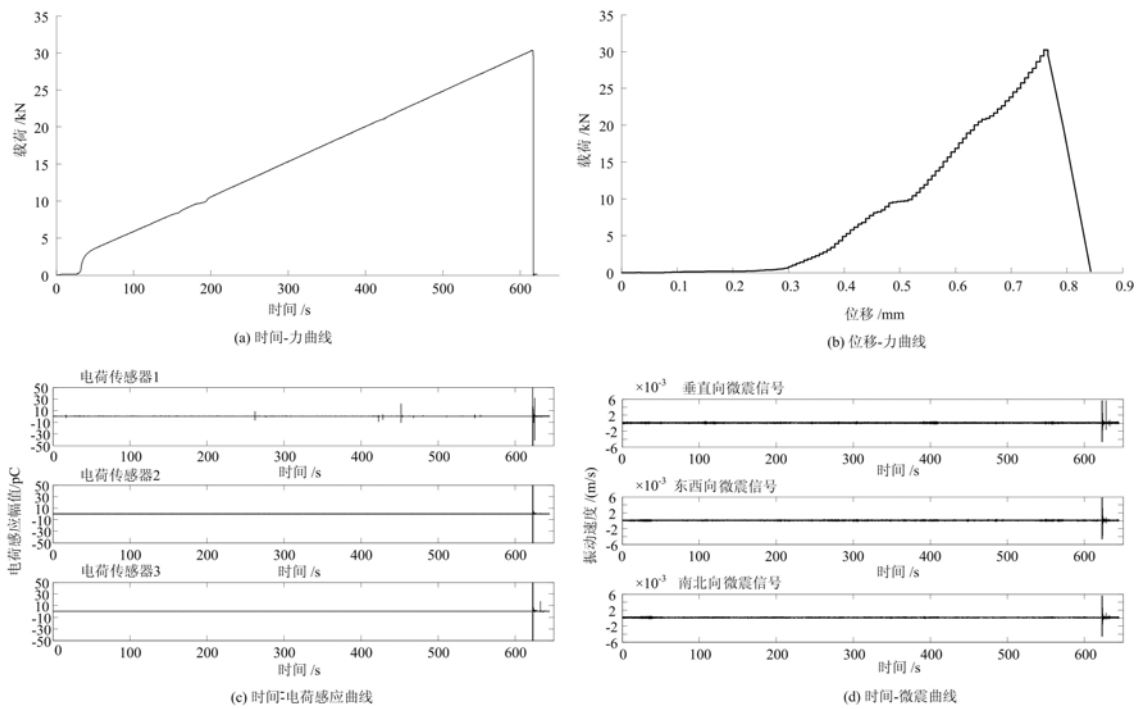 35
30
25
20
15
10
5
0
载荷 /kN
0 100 200 300 400 500 600
时间 /s
(a) 时间-力曲线
35
30
25
20
15
10
5
0
载荷 /kN
0 0.1 0.2 0.3 0.4 0.5 0.6 0.7 0.8 0.9
位移 /mm
(b) 位移-力曲线
电荷感应幅值/pC
电荷传感器1
50
30
10
-10
-30
-50
0 100 200 300 400 500 600
时间 /s
电荷传感器2
50
30
10
-10
-30
-50
0 100 200 300 400 500 600
时间 /s
电荷传感器3
50
30
10
-10
-30
-50
0 100 200 300 400 500 600
时间 /s
(c) 时间-电荷感应曲线
振动速度 /(m/s)
×10⁻³ 垂直向微震信号
6
2
-2
-6
0 100 200 300 400 500 600
时间 /s
×10⁻³ 东西向微震信号
6
2
-2
-6
0 100 200 300 400 500 600
时间 /s
×10⁻³ 南北向微震信号
6
2
-2
-6
0 100 200 300 400 500 600
时间 /s
(d) 时间-微震曲线